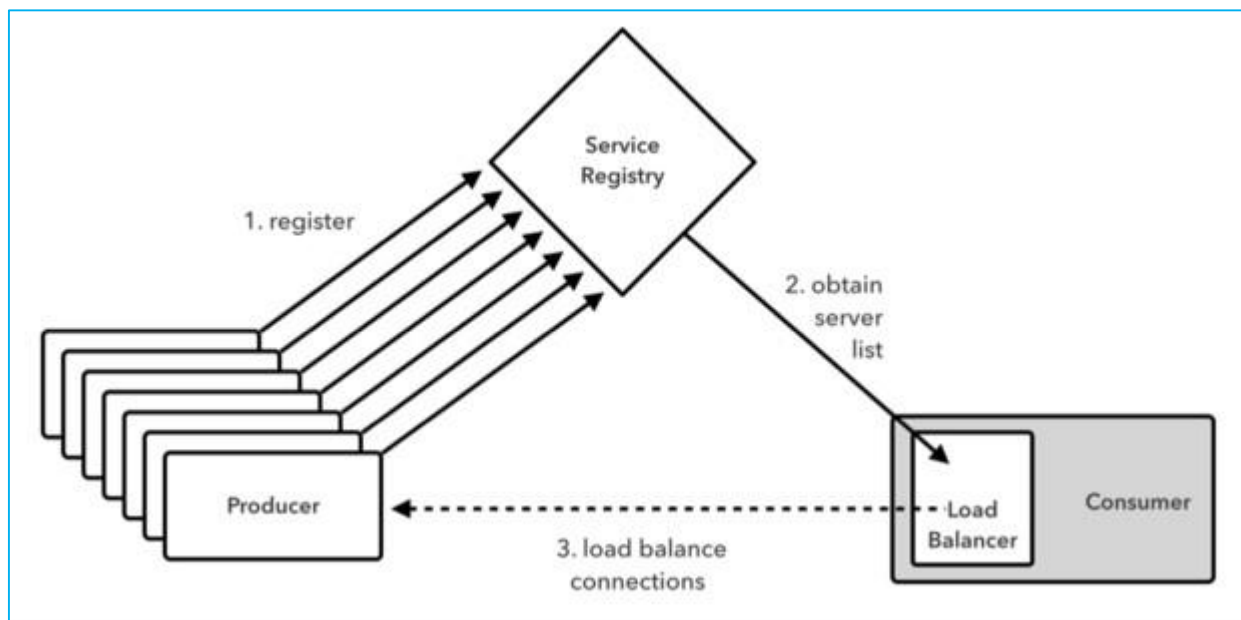 Service
Registry
1. register
2. obtain
server
list
Producer
Load
Balancer
Consumer
3. load balance
connections